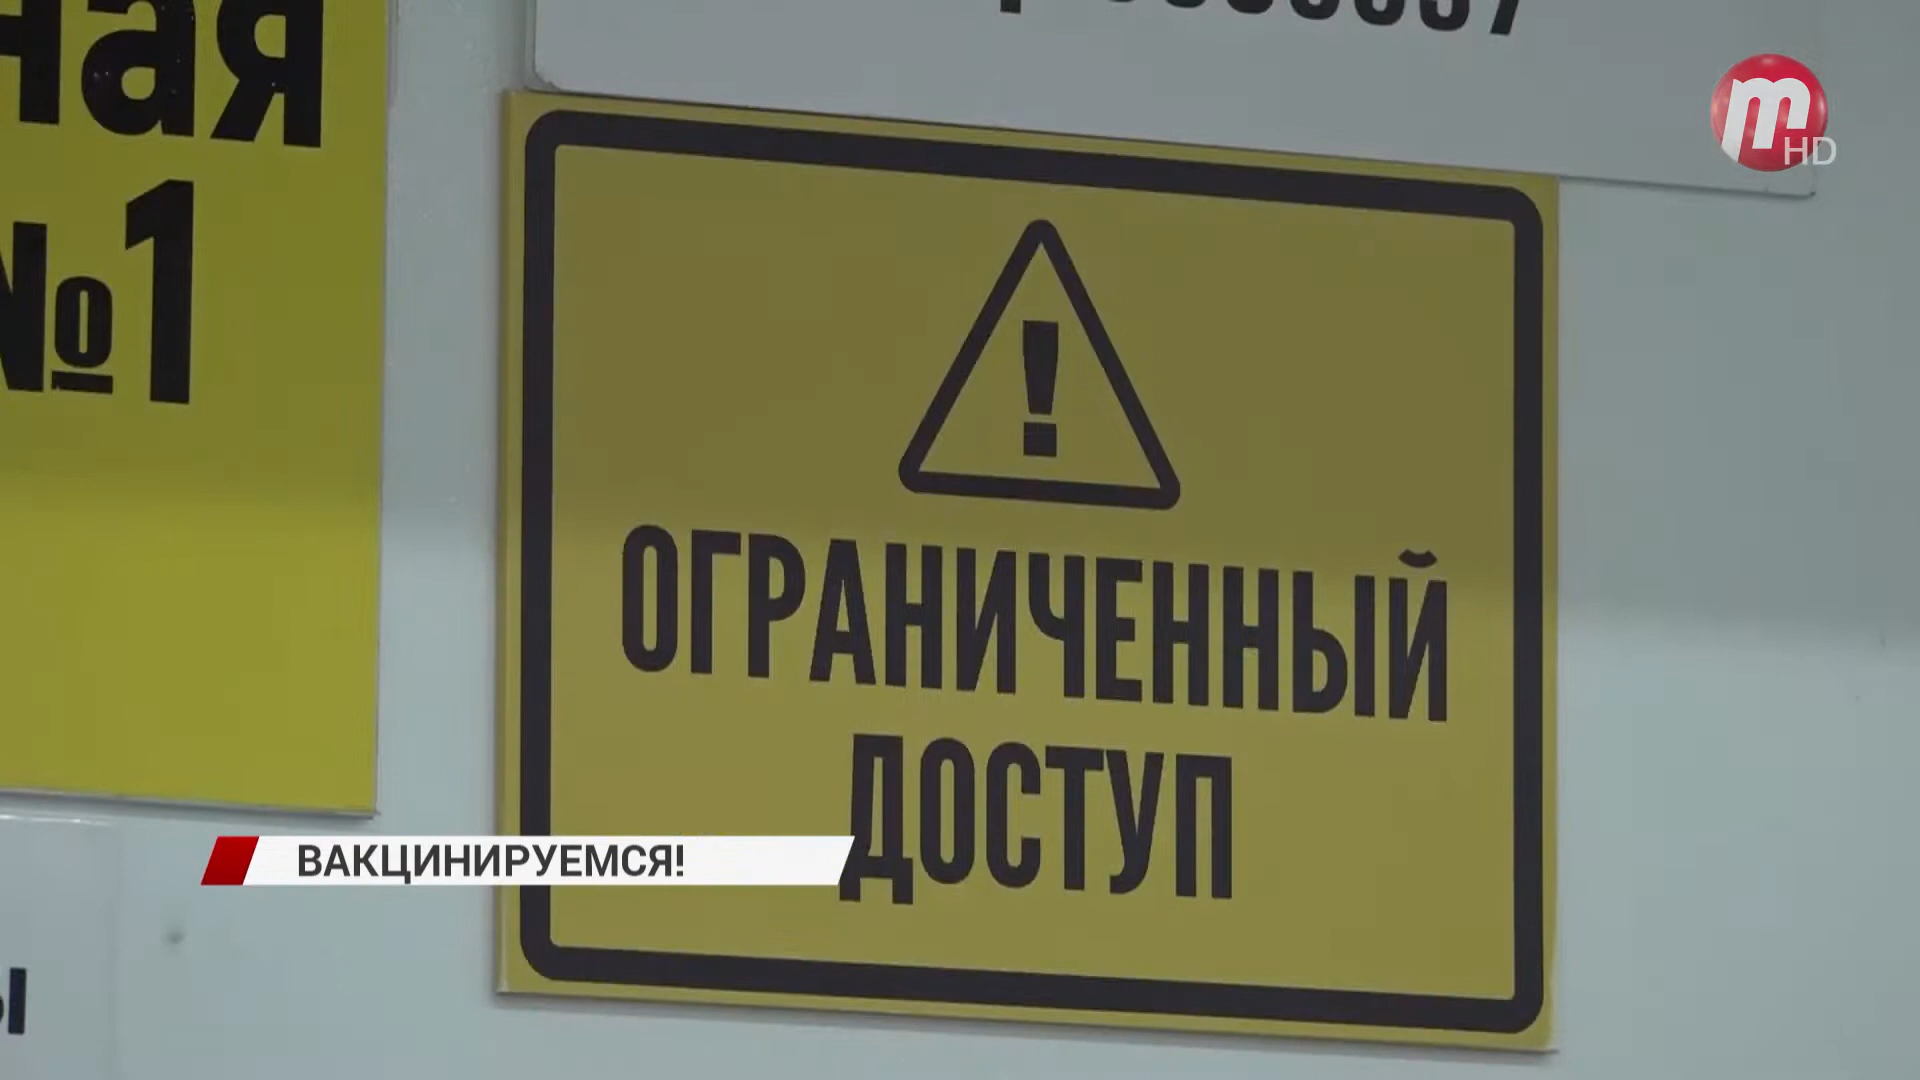 ная
№1
m HD
!
ОГРАНИЧЕННЫЙ
ДОСТУП
ВАКЦИНИРУЕМСЯ!